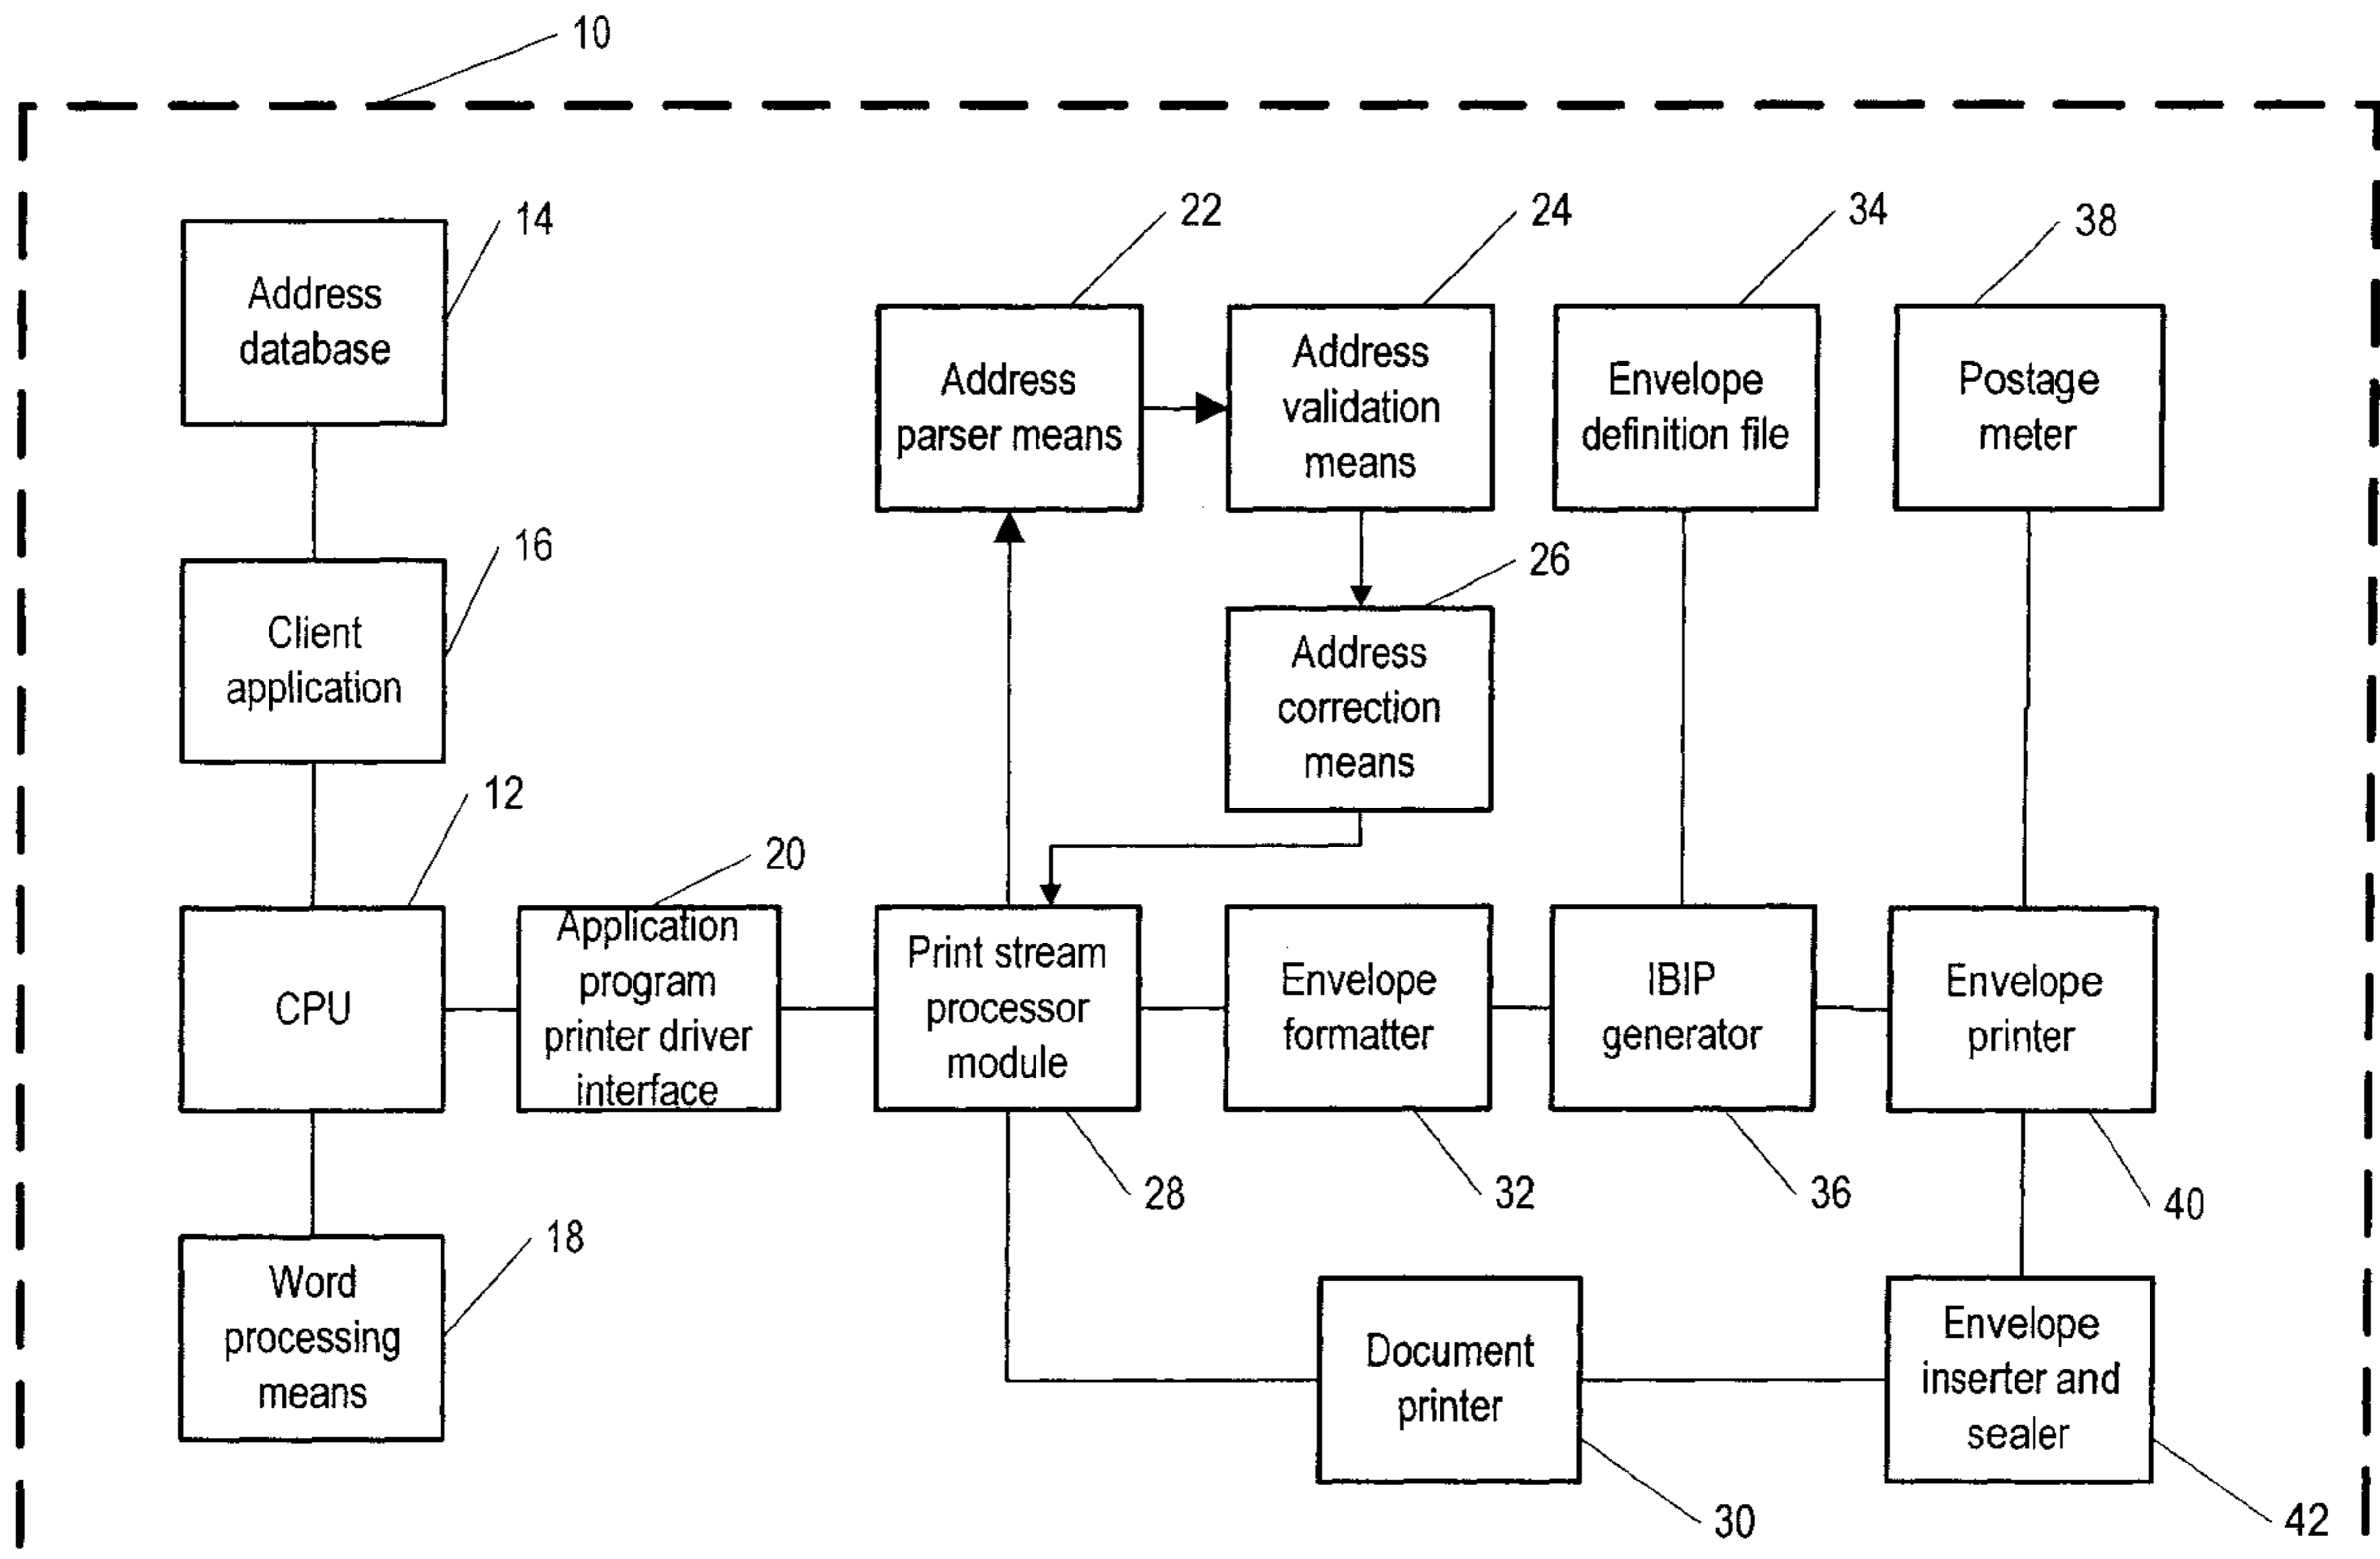 10
14
Address
database
16
Client
application
12
CPU
18
Word
processing
means
20
Application
program
printer driver
interface
22
Address
parser means
24
Address
validation
means
26
Address
correction
means
34
Envelope
definition file
38
Postage
meter
Print stream
processor
module
28
Envelope
formatter
32
IBIP
generator
36
Envelope
printer
40
Document
printer
30
Envelope
inserter and
sealer
42